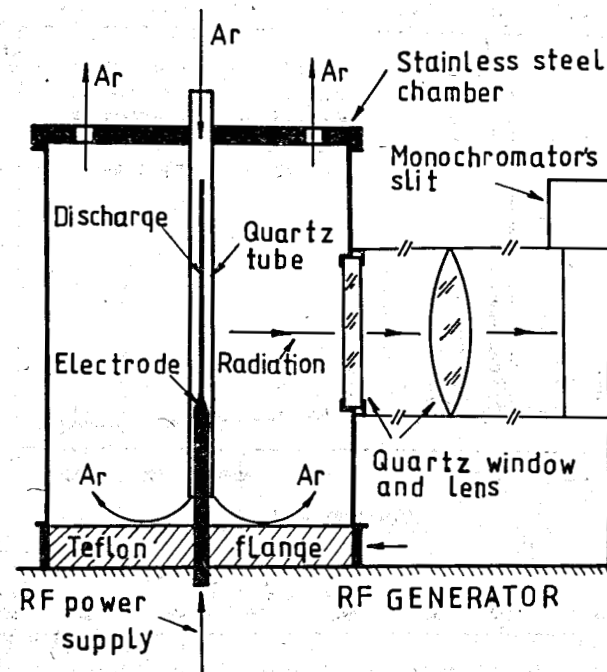 Ar
Ar
Ar
Stainless steel
chamber
Monochromator's
slit
Discharge
Quartz
tube
Electrode
Radiation
Ar
Ar
Quartz window
and lens
Teflon
flange
RF power
supply
RF GENERATOR